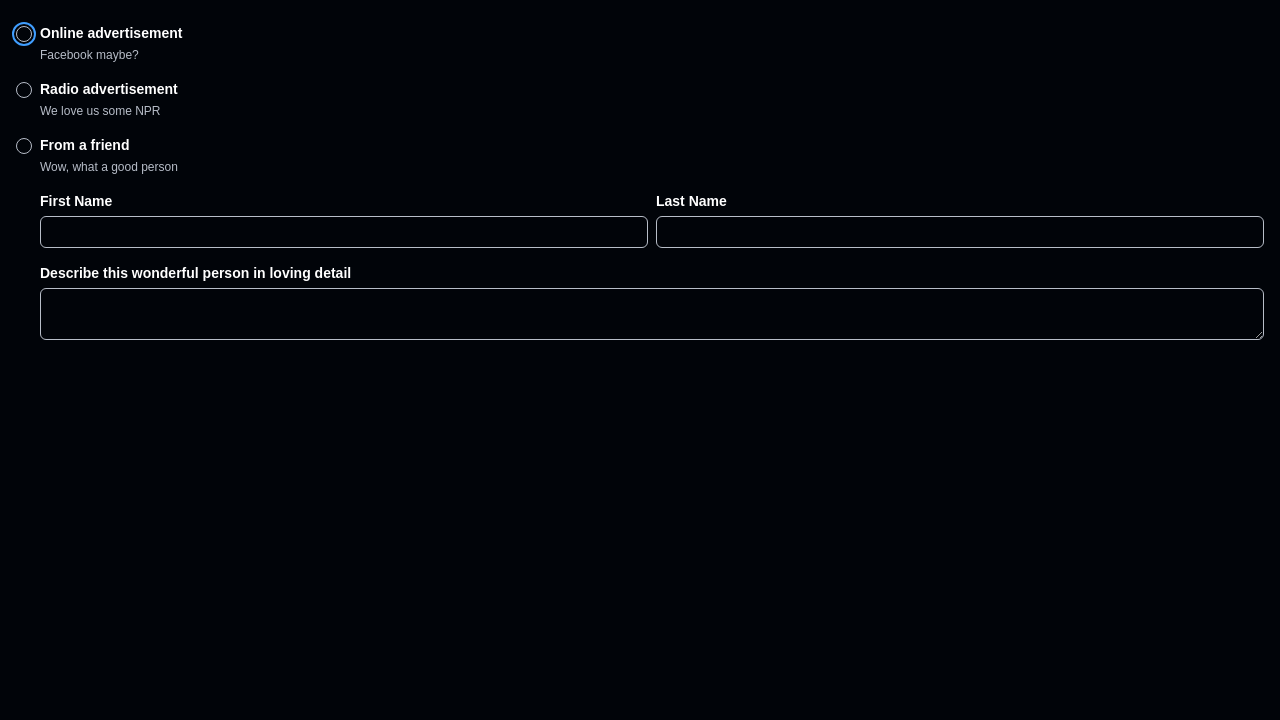 Online advertisement
Facebook maybe?
Radio advertisement
We love us some NPR
From a friend
Wow, what a good person
First Name
Last Name
Describe this wonderful person in loving detail